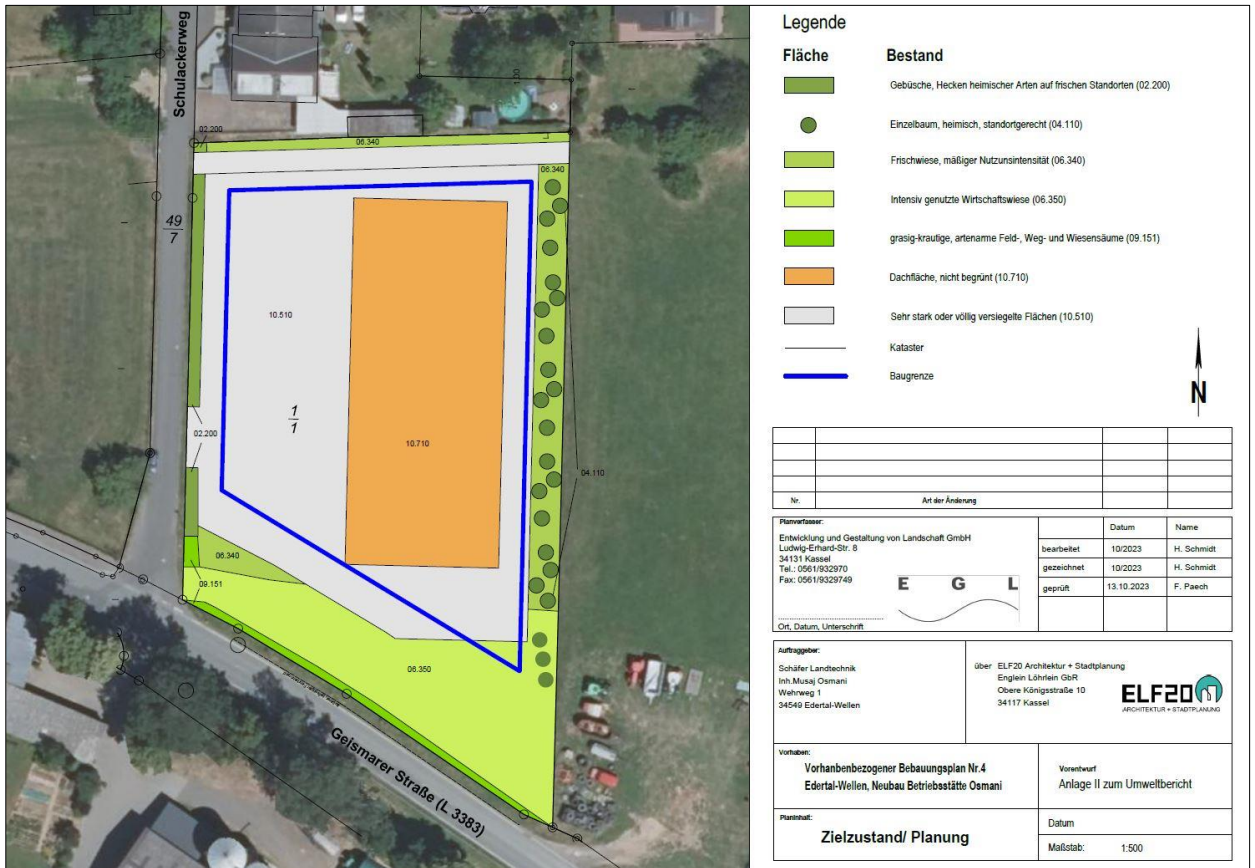 Schulackerweg
02.200
06.340
06.340
49
7
10.510
1
1
02.200
10.710
04.110
06.340
09.151
06.350
Geismarer Straße (L 3383)
Legende
Fläche Bestand
Gebüsche, Hecken heimischer Arten auf frischen Standorten (02.200)
Einzelbaum, heimisch, standortgerecht (04.110)
Frischwiese, mäßiger Nutzunsintensität (06.340)
Intensiv genutzte Wirtschaftswiese (06.350)
grasig-krautige, artenarme Feld-, Weg- und Wiesensäume (09.151)
Dachfläche, nicht begrünt (10.710)
Sehr stark oder völlig versiegelte Flächen (10.510)
Kataster
Baugrenze
N
Nr. Art der Änderung
Planverfasser:
Entwicklung und Gestaltung von Landschaft GmbH
Ludwig-Erhard-Str. 8
34131 Kassel
Tel.: 0561/932970
Fax: 0561/9329749
E G L
Ort, Datum, Unterschrift
Datum Name
bearbeitet 10/2023 H. Schmidt
gezeichnet 10/2023 H. Schmidt
geprüft 13.10.2023 F. Paech
Auftraggeber:
Schäfer Landtechnik
Inh.Musaj Osmani
Wehrweg 1
34549 Edertal-Wellen
über ELF20 Architektur + Stadtplanung
Englein Löhrlein GbR
Obere Königsstraße 10
34117 Kassel
ELF20
ARCHITEKTUR + STADTPLANUNG
Vorhaben:
Vorhanbenbezogener Bebauungsplan Nr.4
Edertal-Wellen, Neubau Betriebsstätte Osmani
Vorentwurf
Anlage II zum Umweltbericht
Planinhalt:
Zielzustand/ Planung
Datum
Maßstab: 1:500